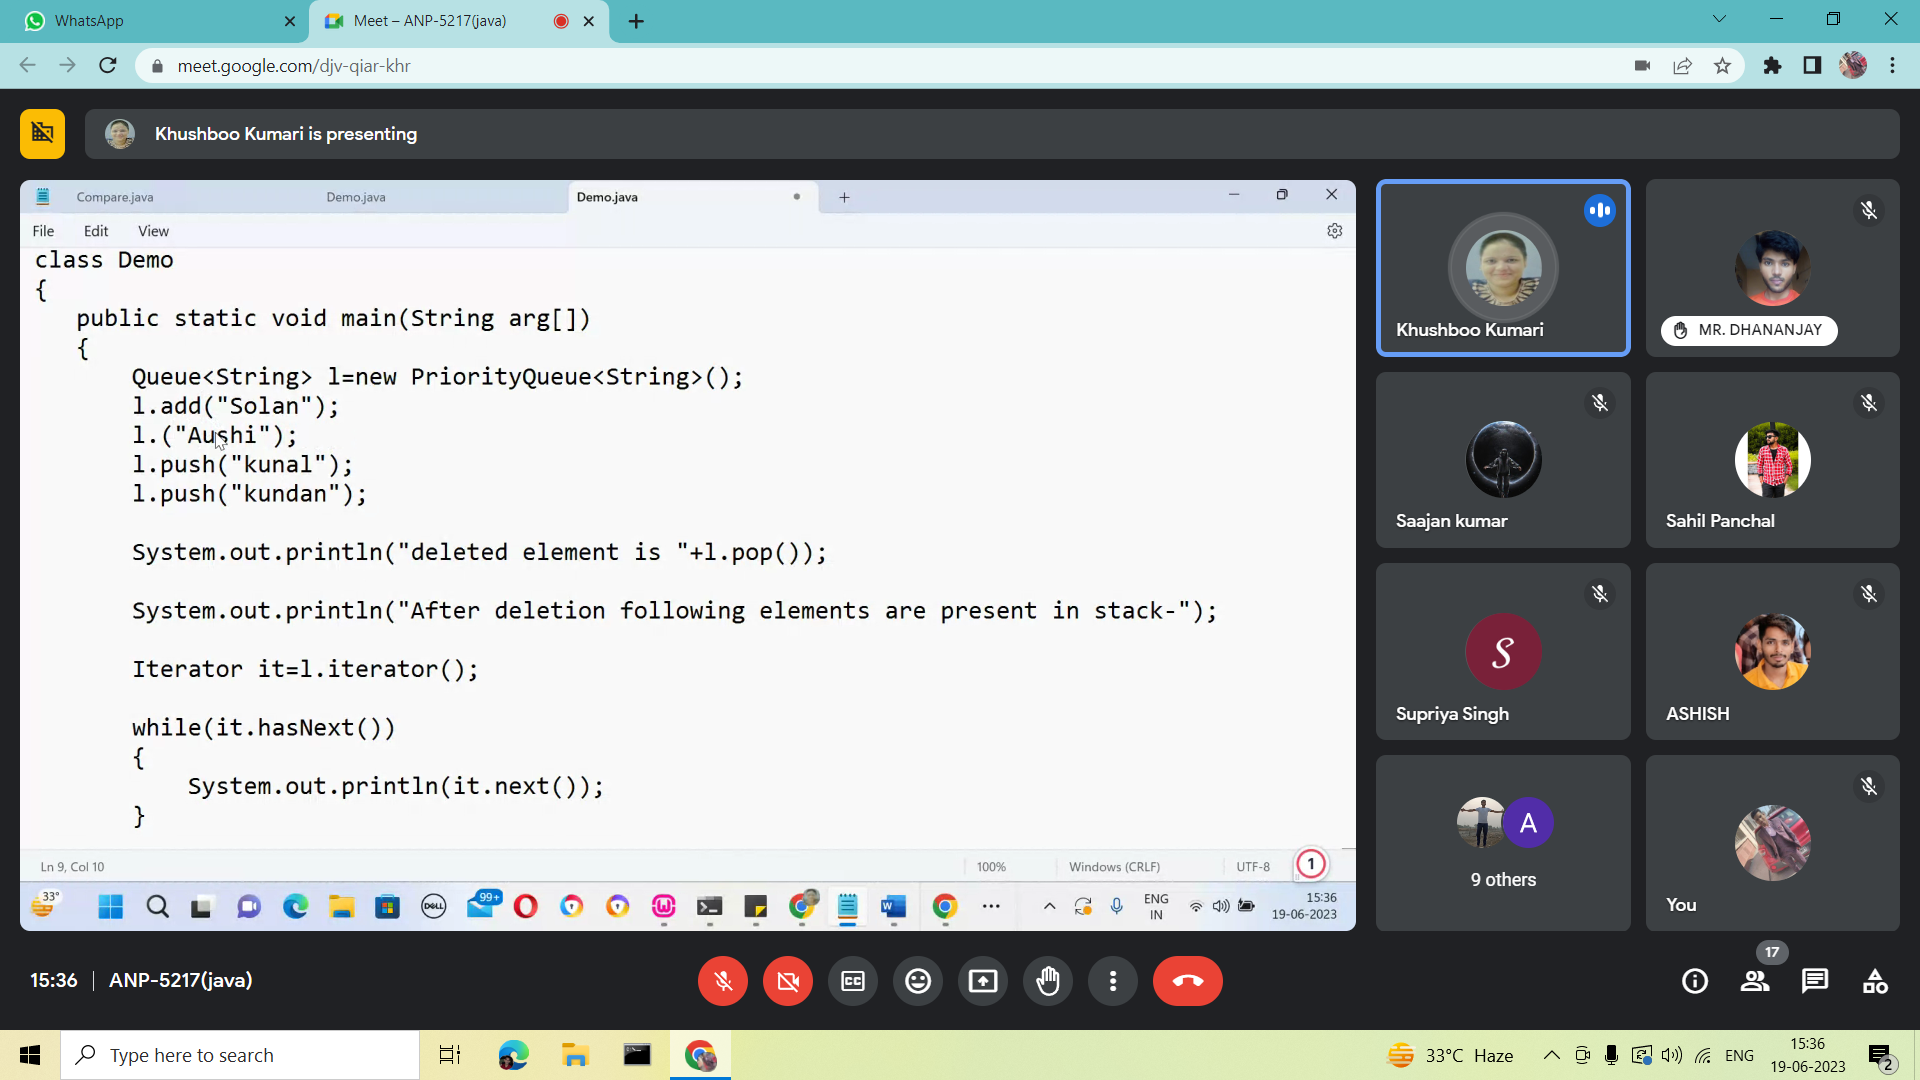 WhatsApp
Meet – ANP-5217(java)
meet.google.com/djv-qiar-khr
Khushboo Kumari is presenting
Compare.java
Demo.java
Demo.java
File Edit View
class Demo
{
public static void main(String arg[])
{
Queue<String> l=new PriorityQueue<String>();
l.add("Solan");
l.("Aushi");
l.push("kunal");
l.push("kundan");
System.out.println("deleted element is "+l.pop());
System.out.println("After deletion following elements are present in stack-");
Iterator it=l.iterator();
while(it.hasNext())
{
System.out.println(it.next());
}
Ln 9, Col 10
100%
Windows (CRLF)
UTF-8
1
33°
DELL
99+
ENG
IN
15:36
19-06-2023
Khushboo Kumari
MR. DHANANJAY
Saajan kumar
Sahil Panchal
S
Supriya Singh
ASHISH
A
9 others
You
15:36
ANP-5217(java)
CC
17
Type here to search
33°C Haze
ENG
15:36
19-06-2023
2